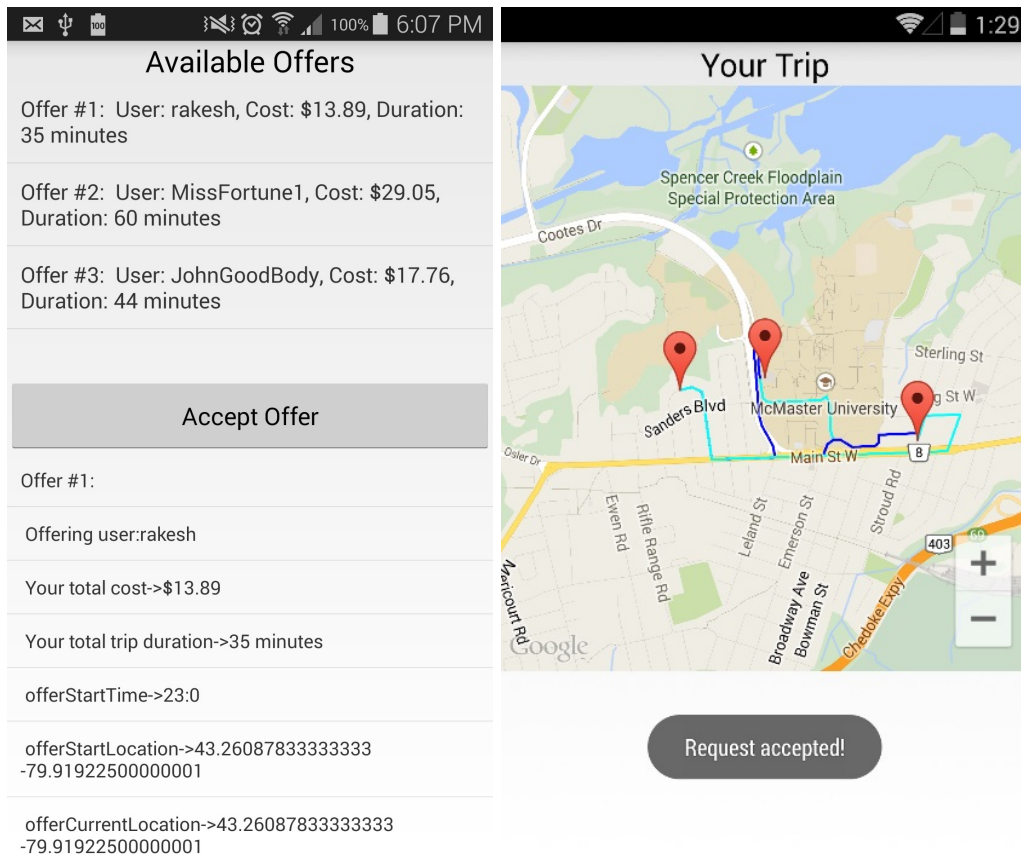 100
100%
6:07 PM
Available Offers
Offer #1:  User: rakesh, Cost: $13.89, Duration:
35 minutes
Offer #2:  User: MissFortune1, Cost: $29.05,
Duration: 60 minutes
Offer #3:  User: JohnGoodBody, Cost: $17.76,
Duration: 44 minutes
Accept Offer
Offer #1:
Offering user:rakesh
Your total cost->$13.89
Your total trip duration->35 minutes
offerStartTime->23:0
offerStartLocation->43.26087833333333
-79.91922500000001
offerCurrentLocation->43.26087833333333
-79.91922500000001
1:29
Your Trip
Spencer Creek Floodplain
Special Protection Area
Cootes Dr
Sterling St
g St W
McMaster University
Sanders Blvd
Main St W
8
Osler Dr
Ewen Rd
Rifle Range Rd
Leland St
Emerson St
Stroud Rd
403
Broadway Ave
Bowman St
Chedoke Expy
ericourt Rd
Google
+
−
Request accepted!